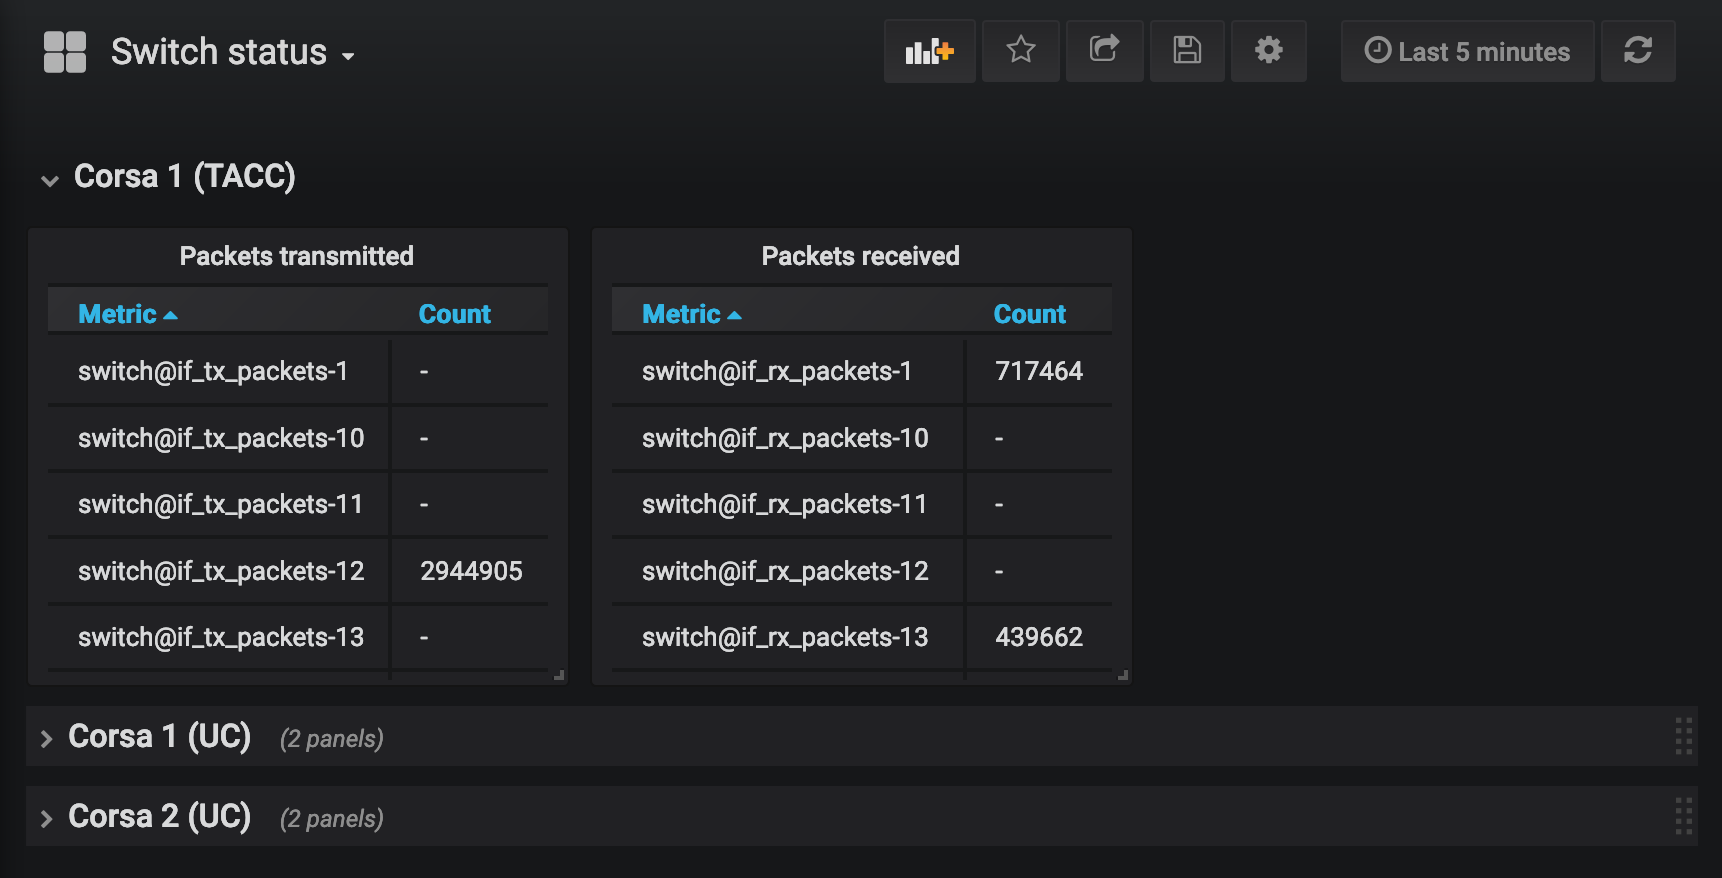 Switch status
Last 5 minutes
Corsa 1 (TACC)
Packets transmitted
Metric Count
switch@if_tx_packets-1 -
switch@if_tx_packets-10 -
switch@if_tx_packets-11 -
switch@if_tx_packets-12 2944905
switch@if_tx_packets-13 -
Packets received
Metric Count
switch@if_rx_packets-1 717464
switch@if_rx_packets-10 -
switch@if_rx_packets-11 -
switch@if_rx_packets-12 -
switch@if_rx_packets-13 439662
Corsa 1 (UC) (2 panels)
Corsa 2 (UC) (2 panels)